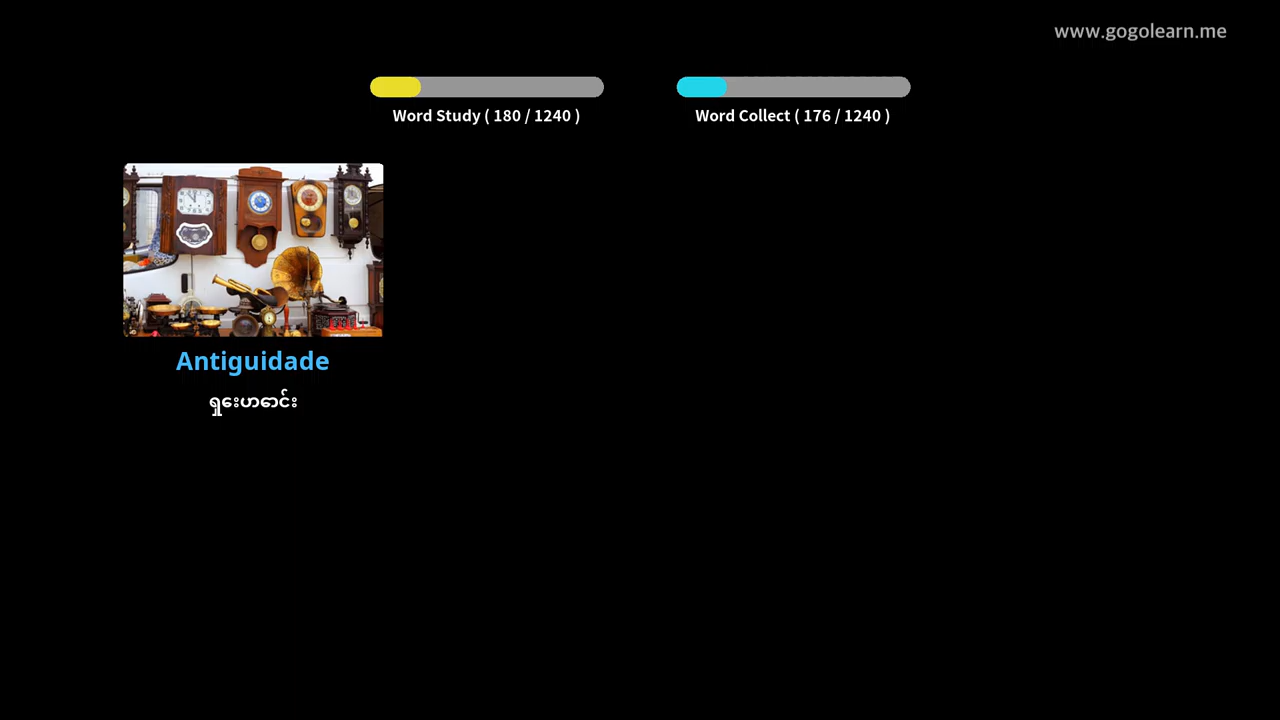 www.gogolearn.me
Word Study ( 180 / 1240 )
Word Collect ( 176 / 1240 )
Antiguidade
ရှေးဟောင်း